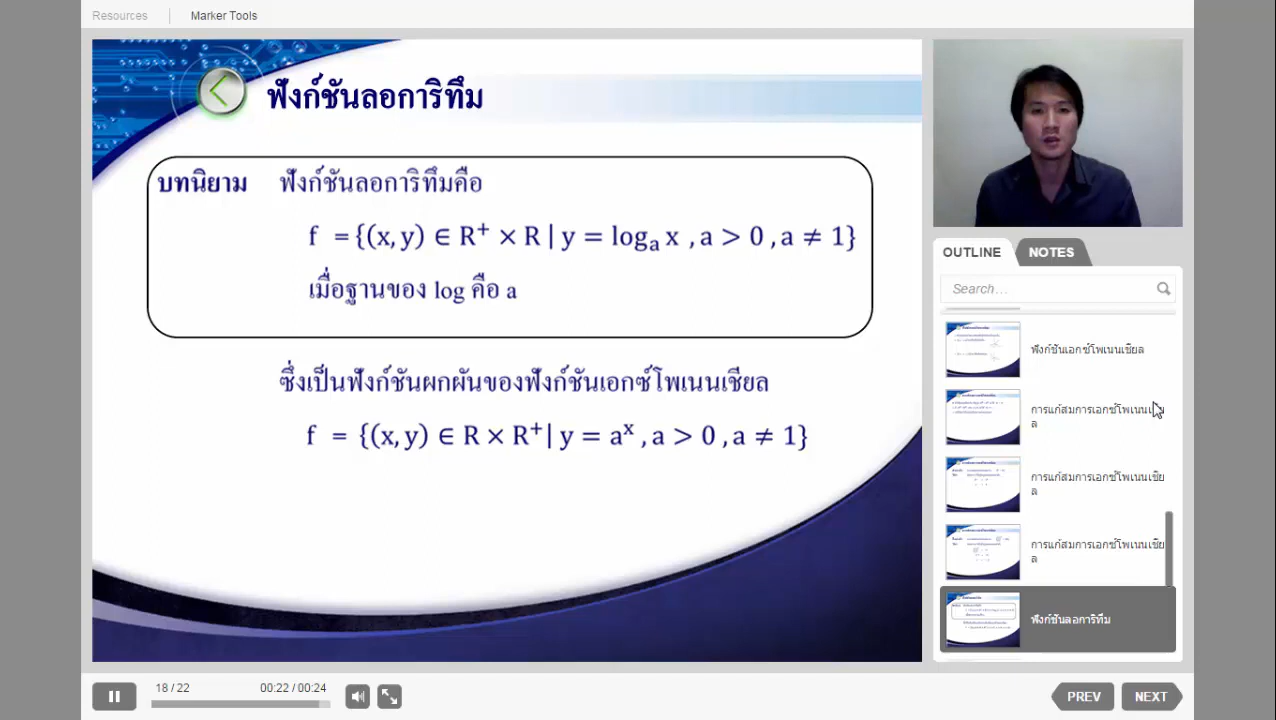 Resources
Marker Tools
ฟังก์ชันลอการิทึม
บทนิยาม ฟังก์ชันลอการิทึมคือ
f = {(x, y) ∈ R⁺ × R | y = logₐ x , a > 0 , a ≠ 1}
เมื่อฐานของ log คือ a
ซึ่งเป็นฟังก์ชันผกผันของฟังก์ชันเอกซ์โพเนนเชียล
f = {(x, y) ∈ R × R⁺ | y = aˣ , a > 0 , a ≠ 1}
OUTLINE
NOTES
Search...
ฟังก์ชันเอกซ์โพเนนเชียล
การแก้สมการเอกซ์โพเนนเชีย
ล
การแก้สมการเอกซ์โพเนนเชีย
ล
การแก้สมการเอกซ์โพเนนเชีย
ล
ฟังก์ชันลอการิทึม
18 / 22
00:22 / 00:24
PREV
NEXT